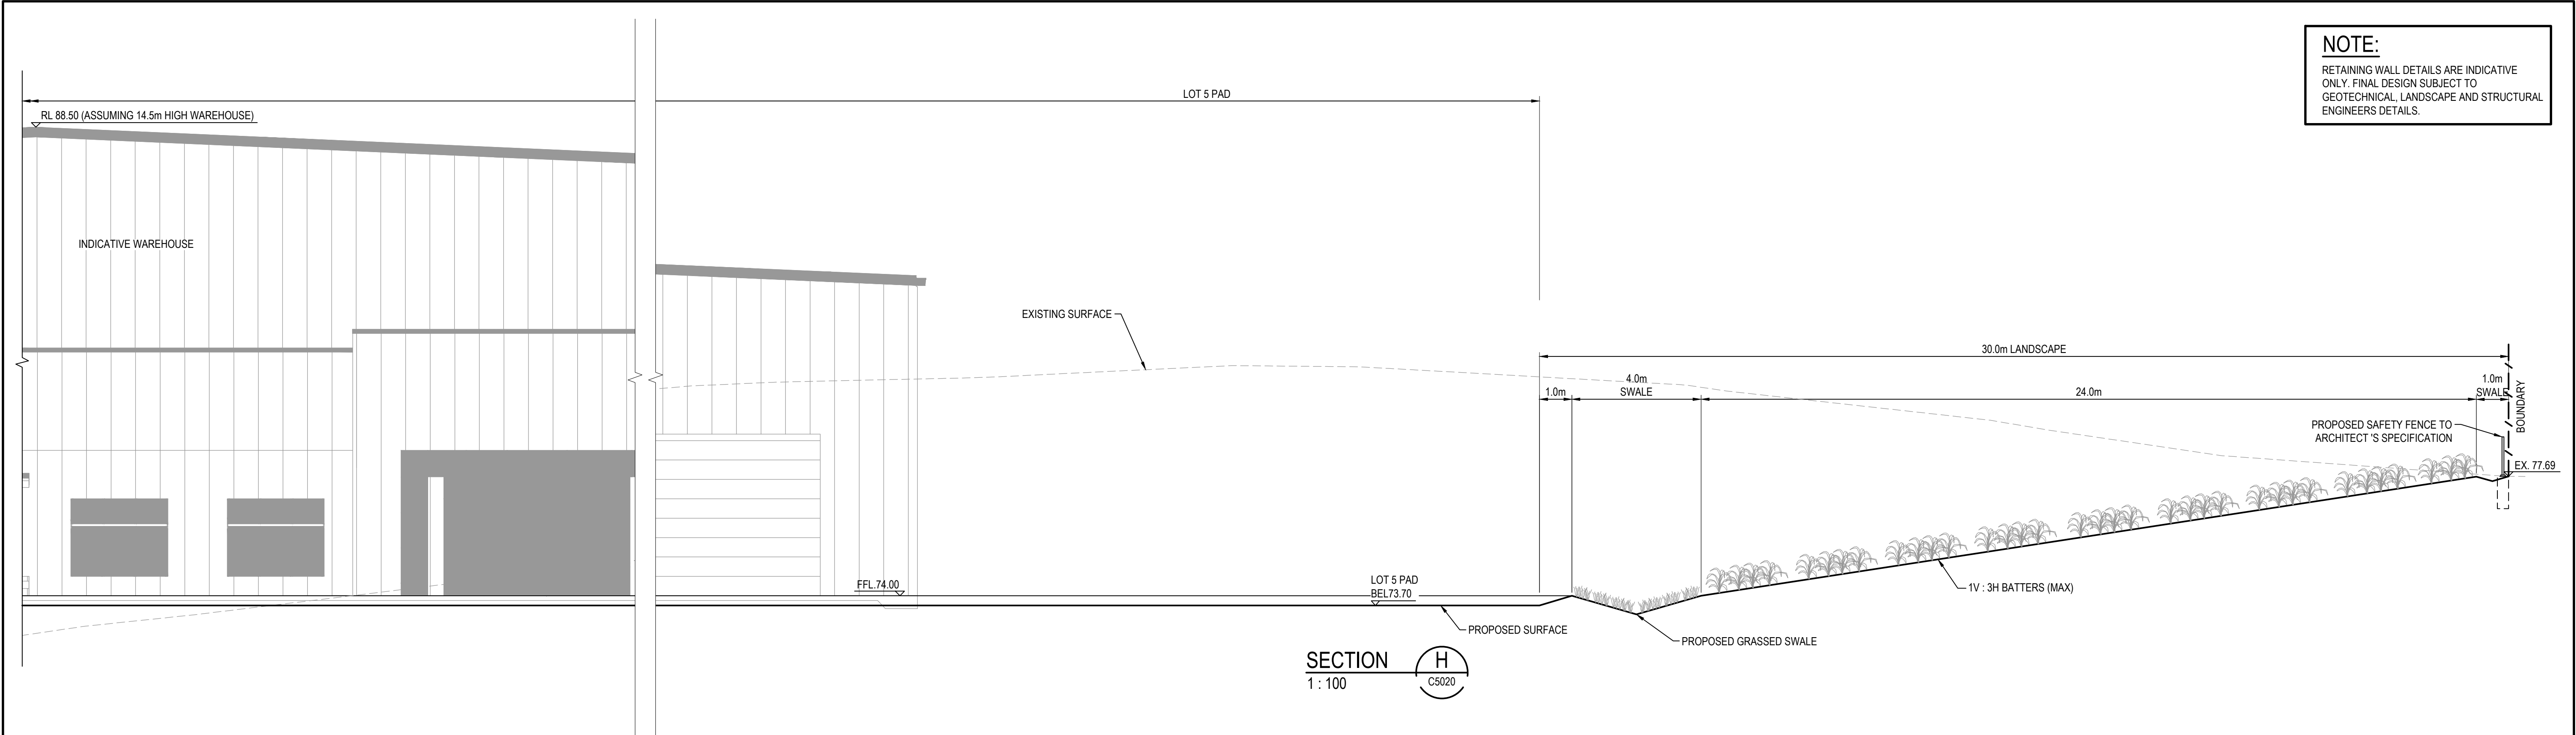 NOTE:
RETAINING WALL DETAILS ARE INDICATIVE
ONLY. FINAL DESIGN SUBJECT TO
GEOTECHNICAL, LANDSCAPE AND STRUCTURAL
ENGINEERS DETAILS.
LOT 5 PAD
RL 88.50 (ASSUMING 14.5m HIGH WAREHOUSE)
INDICATIVE WAREHOUSE
EXISTING SURFACE
30.0m LANDSCAPE
1.0m
4.0m
SWALE
24.0m
1.0m
SWALE
BOUNDARY
PROPOSED SAFETY FENCE TO
ARCHITECT 'S SPECIFICATION
EX. 77.69
FFL.74.00
LOT 5 PAD
BEL73.70
1V : 3H BATTERS (MAX)
PROPOSED SURFACE
PROPOSED GRASSED SWALE
SECTION
1 : 100
H
C5020